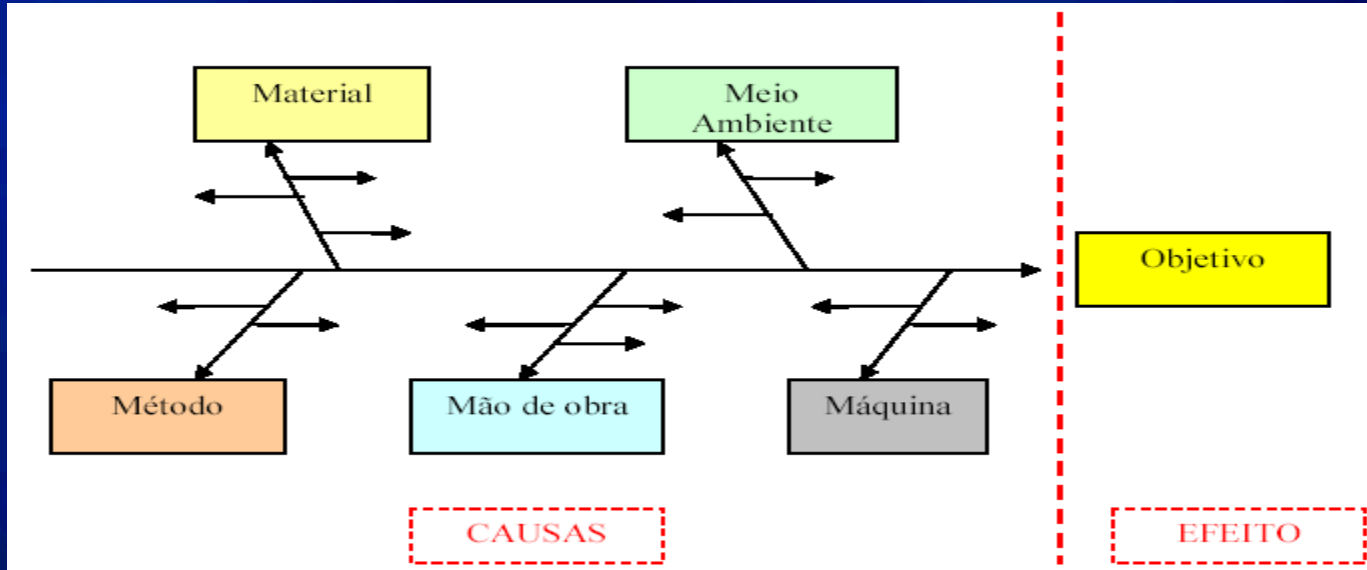 Material
Meio
Ambiente
Objetivo
Método
Mão de obra
Máquina
CAUSAS
EFEITO